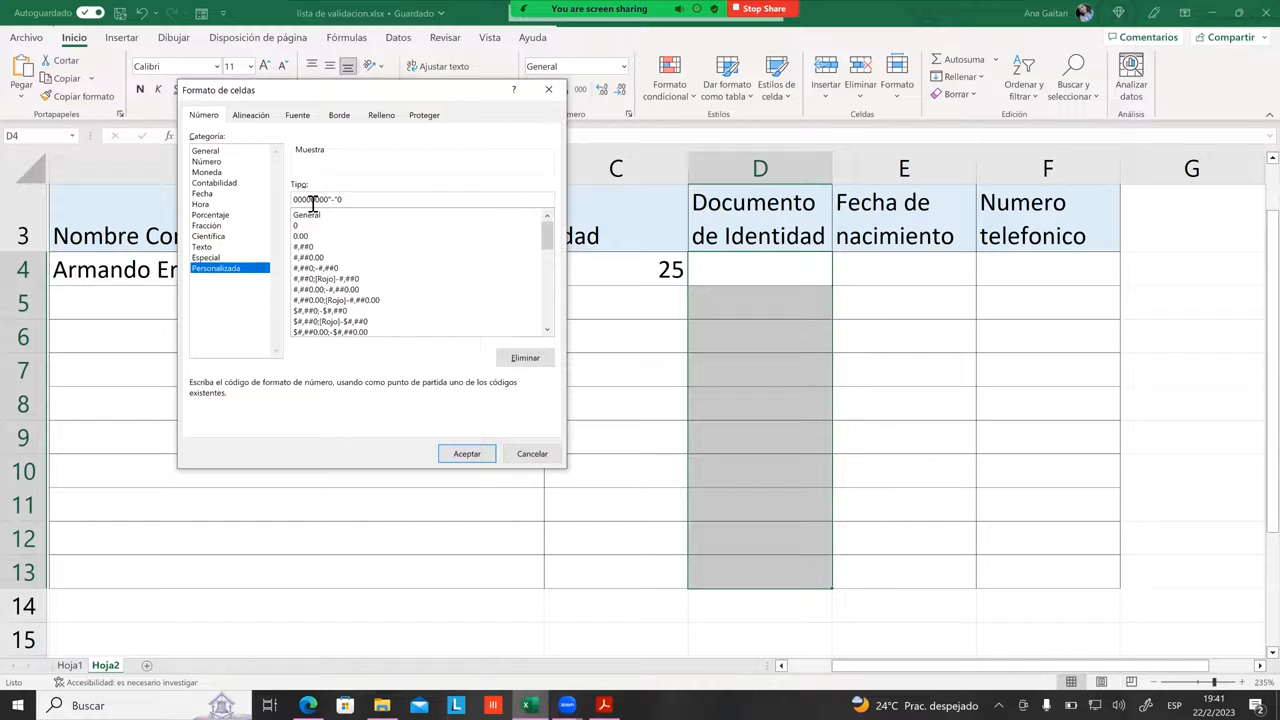 Autoguardado
lista de validacion.xlsx • Guardado
You are screen sharing
Stop Share
Ana Gaitan
Archivo Inicio Insertar Dibujar Disposición de página Fórmulas Datos Revisar Vista Ayuda
Comentarios
Compartir
Pegar
Cortar
Copiar
Copiar formato
Portapapeles
Calibri
11
N K
Ajustar texto
General
Formato condicional
Dar formato como tabla
Estilos de celda
Insertar
Eliminar
Formato
Celdas
Autosuma
Rellenar
Borrar
Ordenar y filtrar
Buscar y seleccionar
Analizar datos
Análisis
D4
Formato de celdas
?
Número Alineación Fuente Borde Relleno Proteger
Categoría:
General
Número
Moneda
Contabilidad
Fecha
Hora
Porcentaje
Fracción
Científica
Texto
Especial
Personalizada
Muestra
Tipo:
General
0
0.00
#,##0
#,##0.00
#,##0;-#,##0
#,##0;[Rojo]-#,##0
#,##0.00;-#,##0.00
#,##0.00;[Rojo]-#,##0.00
$#,##0;-$#,##0
$#,##0;[Rojo]-$#,##0
$#,##0.00;-$#,##0.00
Eliminar
Escriba el código de formato de número, usando como punto de partida uno de los códigos
existentes.
Aceptar
Cancelar
C D E F G
3
Nombre
Documento de Identidad
Fecha de nacimiento
Numero telefonico
4
Armando
25
5
6
7
8
9
10
11
12
13
14
15
Hoja1 Hoja2
Listo
Accesibilidad: es necesario investigar
235%
Buscar
24°C Prac. despejado
ESP
19:41
22/2/2023